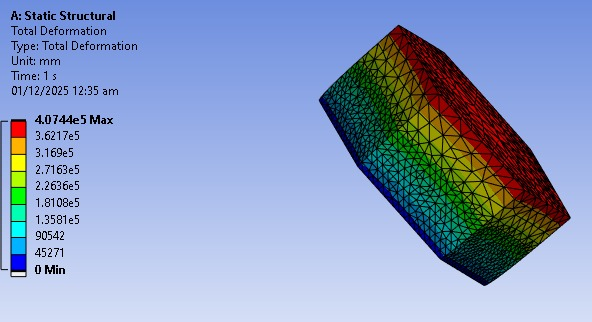 A: Static Structural
Total Deformation
Type: Total Deformation
Unit: mm
Time: 1 s
01/12/2025 12:35 am
4.0744e5 Max
3.6217e5
3.169e5
2.7163e5
2.2636e5
1.8108e5
1.3581e5
90542
45271
0 Min